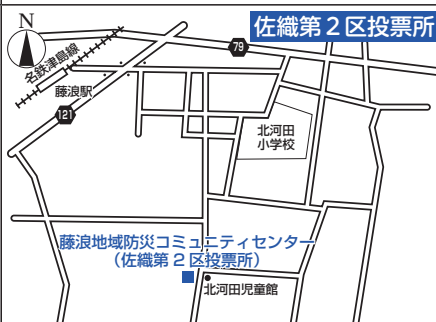 佐織第2区投票所
N
79
名鉄津島線
藤浪駅
121
北河田
小学校
藤浪地域防災コミュニティセンター
(佐織第2区投票所)
北河田児童館